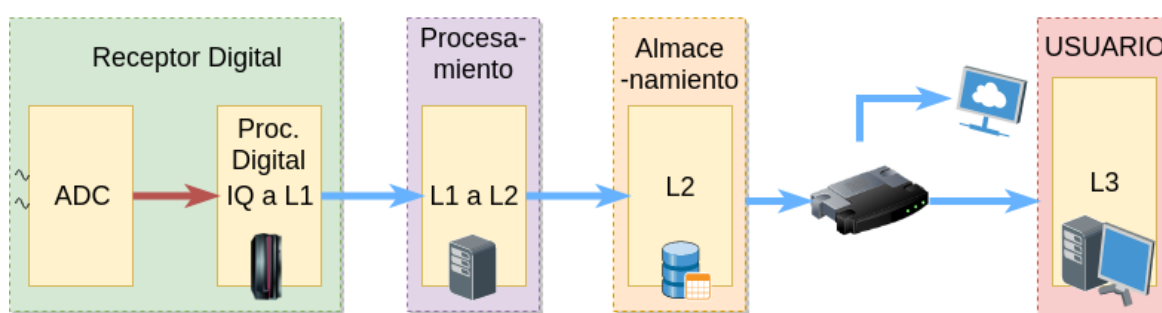 Receptor Digital
ADC
Proc.
Digital
IQ a L1
Procesa-
miento
L1 a L2
Almace
-namiento
L2
USUARIO
L3